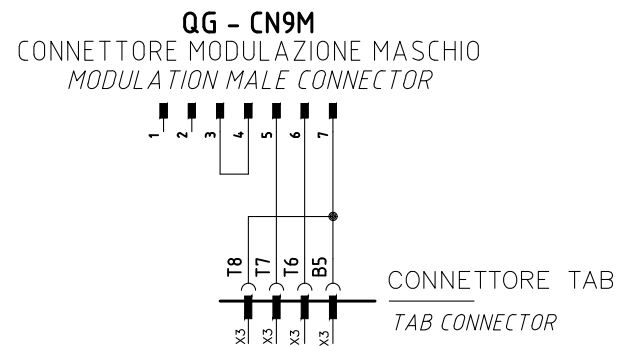 QG - CN9M
CONNETTORE MODULAZIONE MASCHIO
MODULATION MALE CONNECTOR
1 2 3 4 5 6 7
T8 T7 T6 B5
CONNETTORE TAB
TAB CONNECTOR
X3 X3 X3 X3